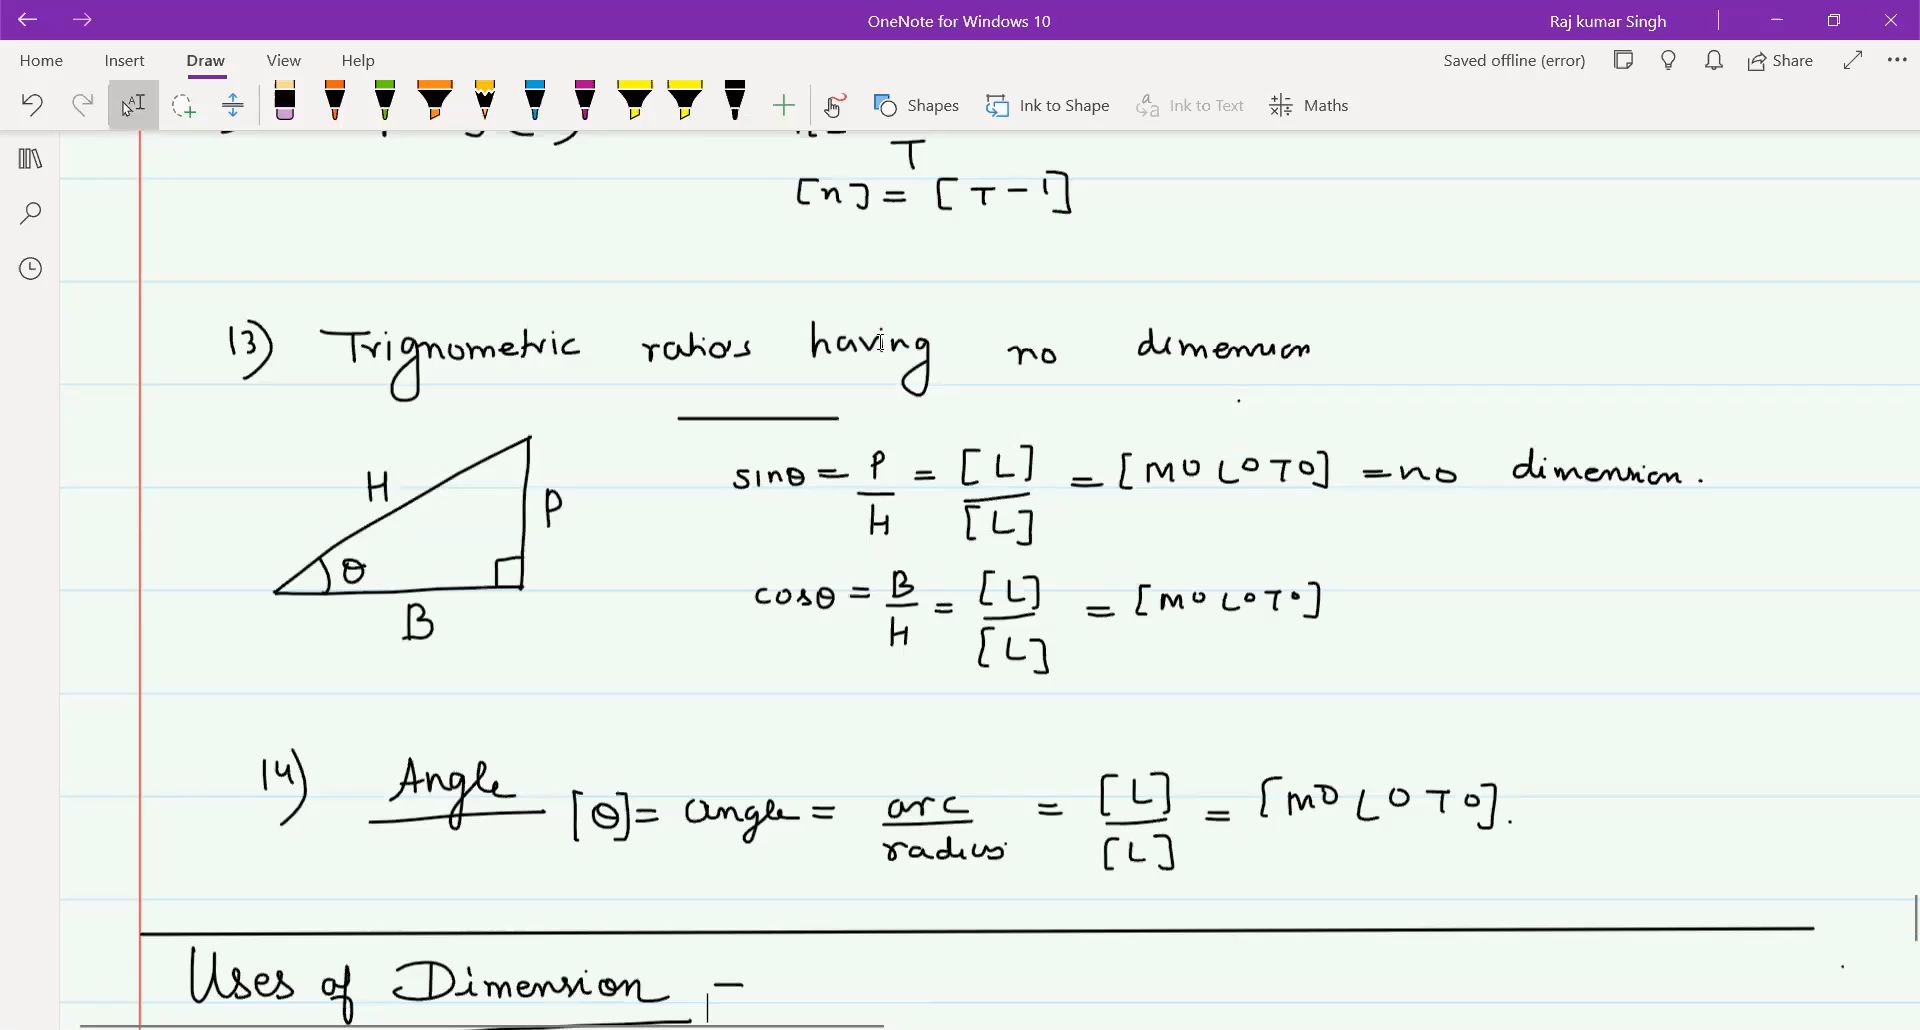 OneNote for Windows 10
Raj kumar Singh
Home Insert Draw View Help
Saved offline (error) Share
Shapes Ink to Shape Ink to Text Maths
T
[n] = [T-1]
13) Trignometric ratios having no dimension
H
P
θ
B
sinθ = P/H = [L]/[L] = [M0 L0 T0] = no dimension.
cosθ = B/H = [L]/[L] = [M0 L0 T0]
14) Angle [θ] = angle = arc/radius = [L]/[L] = [M0 L0 T0].
Uses of Dimension :-